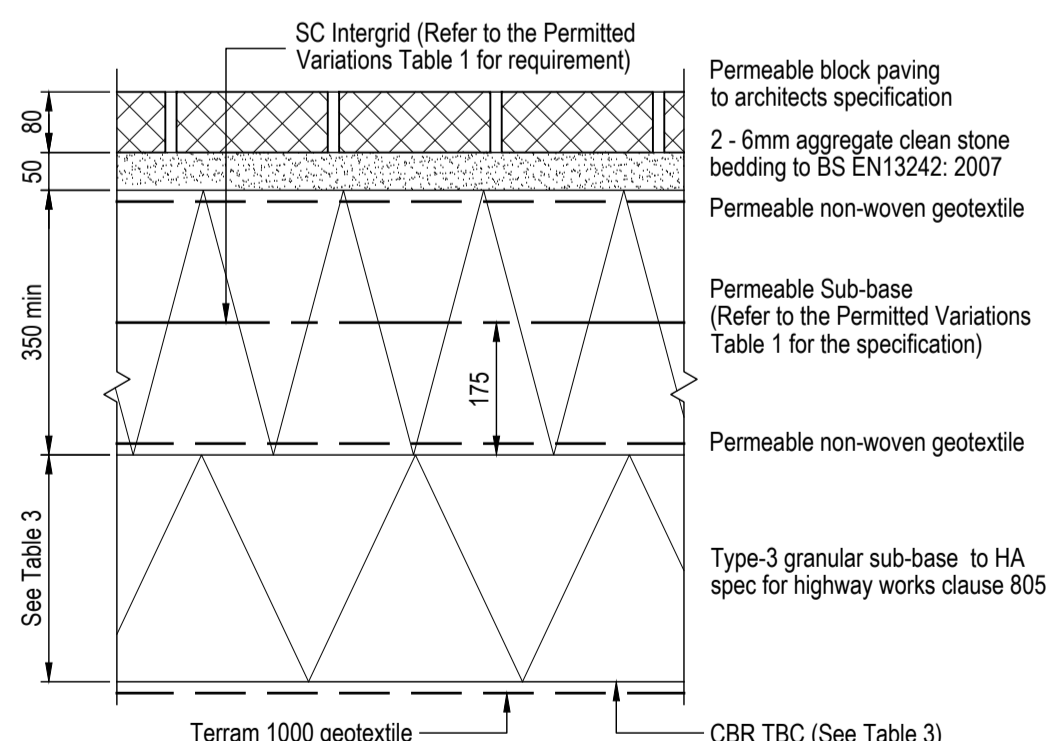 SC Intergrid (Refer to the Permitted
Variations Table 1 for requirement)
Permeable block paving
to architects specification
80
2 - 6mm aggregate clean stone
bedding to BS EN13242: 2007
50
Permeable non-woven geotextile
350 min
Permeable Sub-base
(Refer to the Permitted Variations
Table 1 for the specification)
175
Permeable non-woven geotextile
See Table 3
Type-3 granular sub-base to HA
spec for highway works clause 805
Terram 1000 geotextile
CBR TBC (See Table 3)